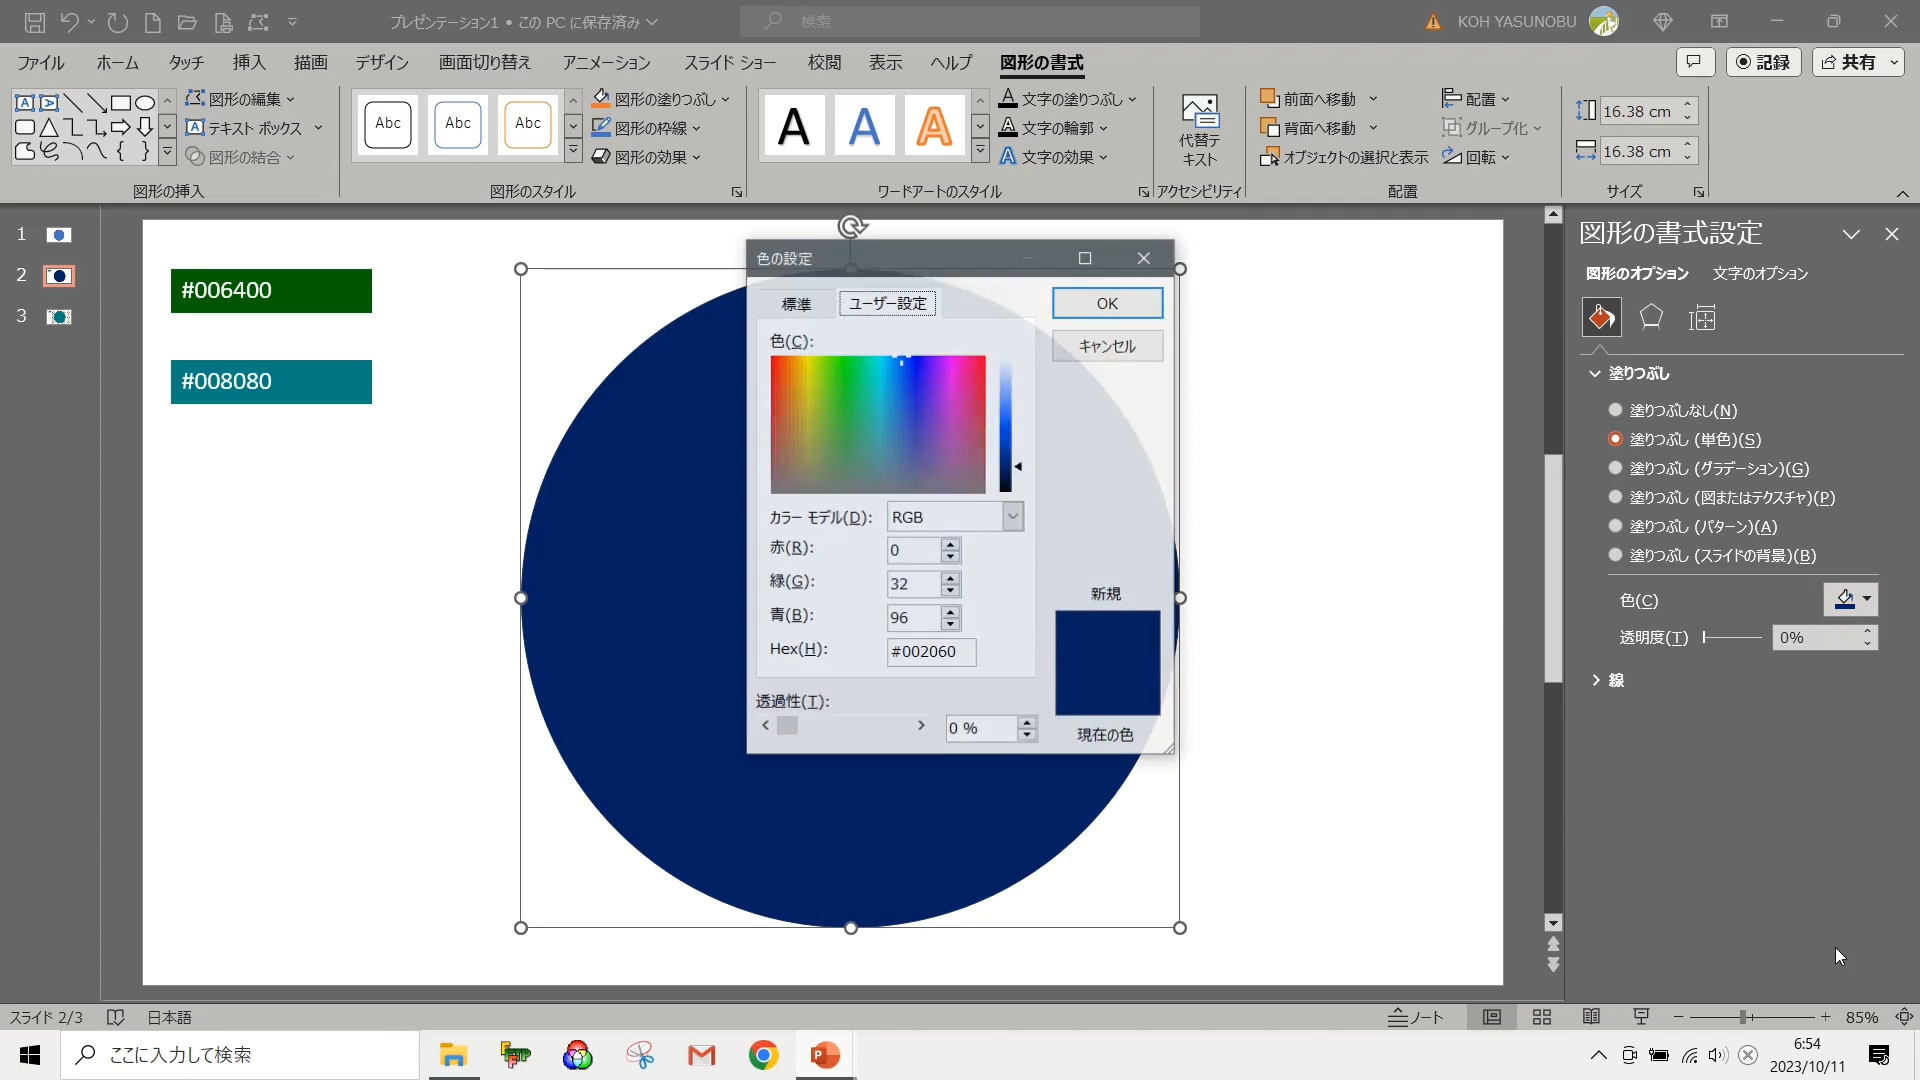 プレゼンテーション1 • この PC に保存済み
検索
KOH YASUNOBU
ファイル ホーム タッチ 挿入 描画 デザイン 画面切り替え アニメーション スライド ショー 校閲 表示 ヘルプ 図形の書式
記録
共有
図形の編集
テキスト ボックス
図形の結合
図形の挿入
Abc Abc Abc
図形の塗りつぶし
図形の枠線
図形の効果
図形のスタイル
A A A
文字の塗りつぶし
文字の輪郭
文字の効果
ワードアートのスタイル
代替テ
キスト
アクセシビリティ
前面へ移動
背面へ移動
オブジェクトの選択と表示
配置
グループ化
回転
配置
16.38 cm
16.38 cm
サイズ
1
2
3
#006400
#008080
色の設定
標準 ユーザー設定
OK
キャンセル
色(C):
カラー モデル(D): RGB
赤(R): 0
緑(G): 32
青(B): 96
Hex(H): #002060
透過性(T):
0 %
新規
現在の色
図形の書式設定
図形のオプション 文字のオプション
塗りつぶし
塗りつぶしなし(N)
塗りつぶし (単色)(S)
塗りつぶし (グラデーション)(G)
塗りつぶし (図またはテクスチャ)(P)
塗りつぶし (パターン)(A)
塗りつぶし (スライドの背景)(B)
色(C)
透明度(T) 0%
線
スライド 2/3 日本語
ノート
85%
ここに入力して検索
6:54
2023/10/11